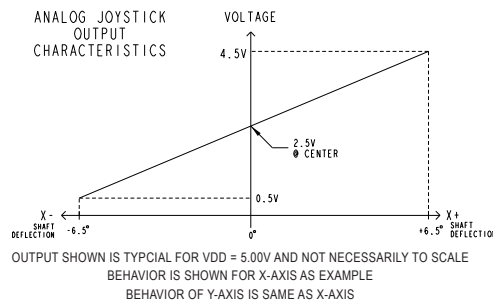 ANALOG JOYSTICK
OUTPUT
CHARACTERISTICS
VOLTAGE
4.5V
2.5V
@ CENTER
0.5V
X-
SHAFT
DEFLECTION
-6.5°
0°
+6.5°
X+
SHAFT
DEFLECTION
OUTPUT SHOWN IS TYPCIAL FOR VDD = 5.00V AND NOT NECESSARILY TO SCALE
BEHAVIOR IS SHOWN FOR X-AXIS AS EXAMPLE
BEHAVIOR OF Y-AXIS IS SAME AS X-AXIS